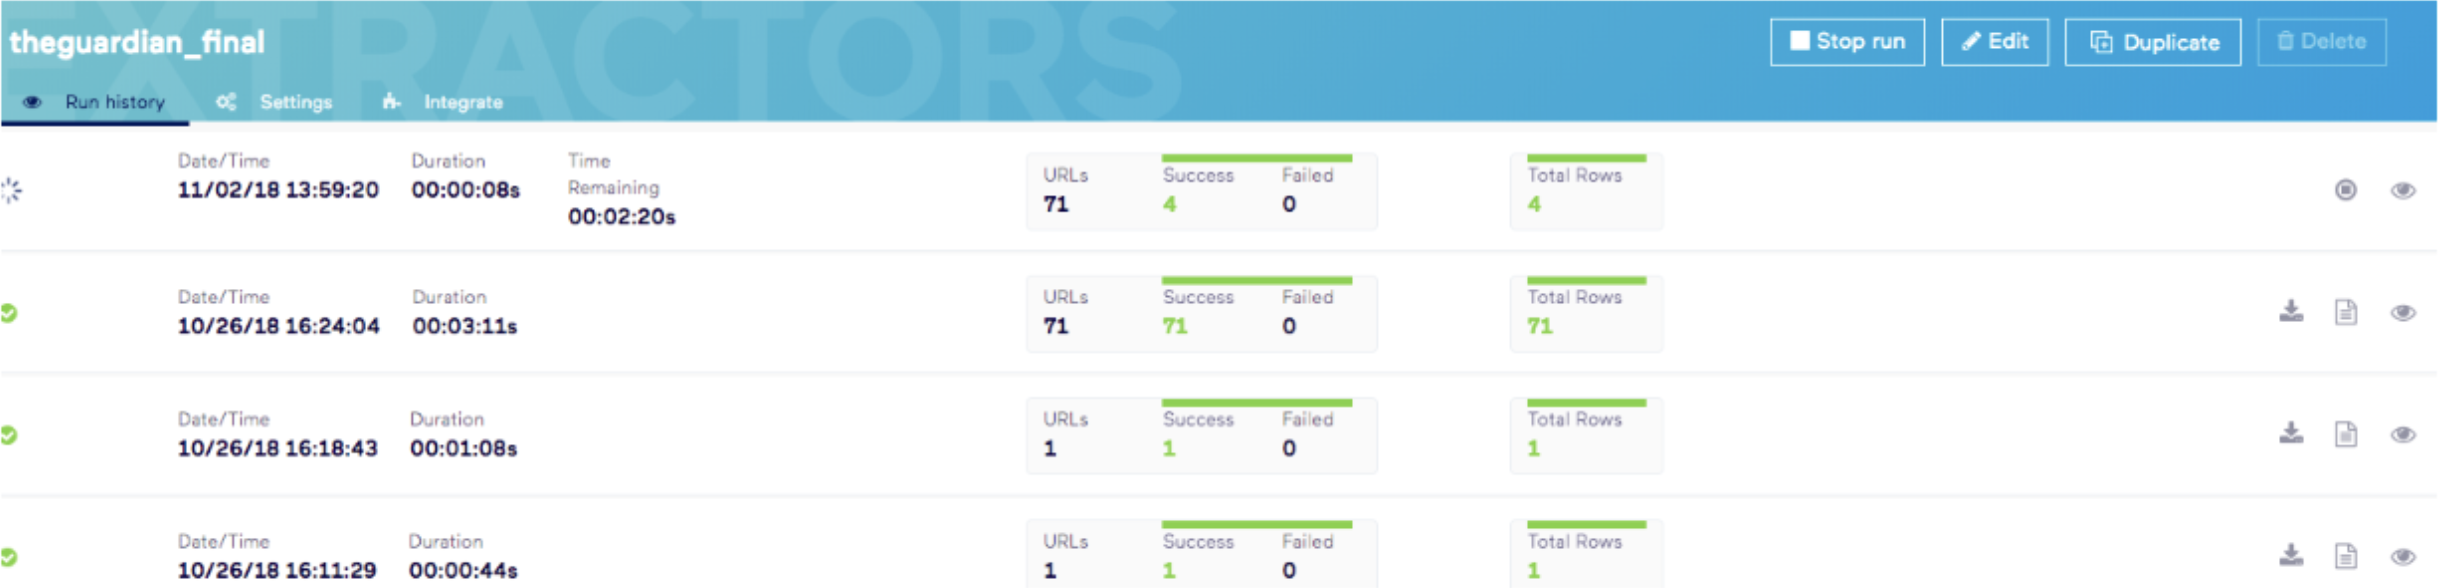 EXTRACTORS
theguardian_final
Stop run Edit Duplicate Delete
Run history Settings Integrate
Date/Time Duration Time Remaining URLs Success Failed Total Rows
11/02/18 13:59:20 00:00:08s 00:02:20s 71 4 0 4
Date/Time Duration URLs Success Failed Total Rows
10/26/18 16:24:04 00:03:11s 71 71 0 71
Date/Time Duration URLs Success Failed Total Rows
10/26/18 16:18:43 00:01:08s 1 1 0 1
Date/Time Duration URLs Success Failed Total Rows
10/26/18 16:11:29 00:00:44s 1 1 0 1